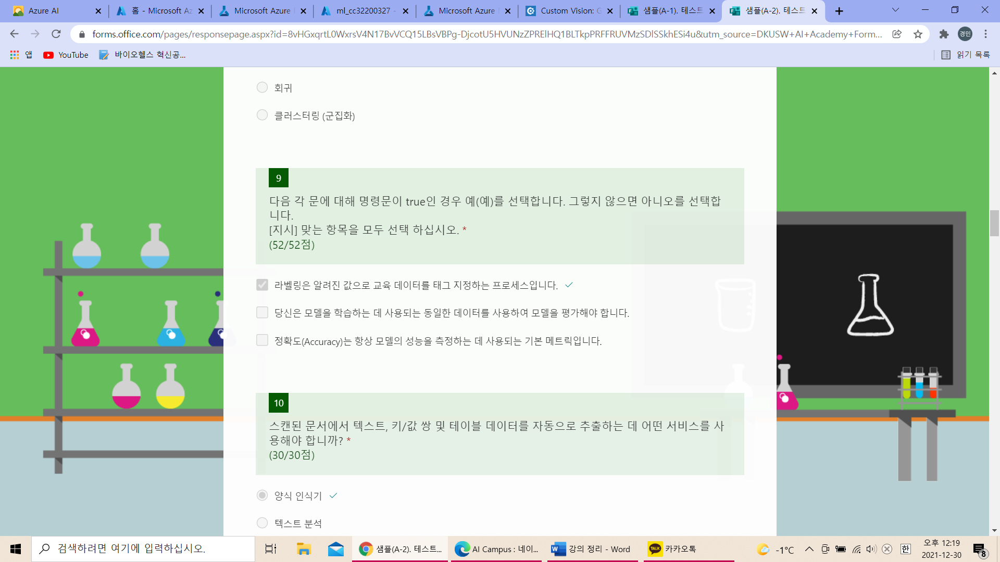 Azure AI
홈 - Microsoft Az
Microsoft Azure
ml_cc32200327 -
Microsoft Azure
Custom Vision: G
샘플(A-1). 테스트
샘플(A-2). 테스트
forms.office.com/pages/responsepage.aspx?id=8vHGxqrtL0WxrsV4N17BvVCQ15LBsVBPg-DjcotU5HVUNzZPRElHQ1BLTkpPRFFRUVMzSDlSSkhESi4u&utm_source=DKUSW+AI+Academy+Form...
경민
앱
YouTube
바이오헬스 혁신공...
읽기 목록
회귀
클러스터링 (군집화)
9
다음 각 문에 대해 명령문이 true인 경우 예(예)를 선택합니다. 그렇지 않으면 아니오를 선택합
니다.
[지시] 맞는 항목을 모두 선택 하십시오. *
(52/52점)
라벨링은 알려진 값으로 교육 데이터를 태그 지정하는 프로세스입니다.
당신은 모델을 학습하는 데 사용되는 동일한 데이터를 사용하여 모델을 평가해야 합니다.
정확도(Accuracy)는 항상 모델의 성능을 측정하는 데 사용되는 기본 메트릭입니다.
10
스캔된 문서에서 텍스트, 키/값 쌍 및 테이블 데이터를 자동으로 추출하는 데 어떤 서비스를 사
용해야 합니까? *
(30/30점)
양식 인식기
텍스트 분석
검색하려면 여기에 입력하십시오.
샘플(A-2). 테스트...
AI Campus : 네이...
강의 정리 - Word
TALK
카카오톡
-1°C
한
오후 12:19
2021-12-30
8